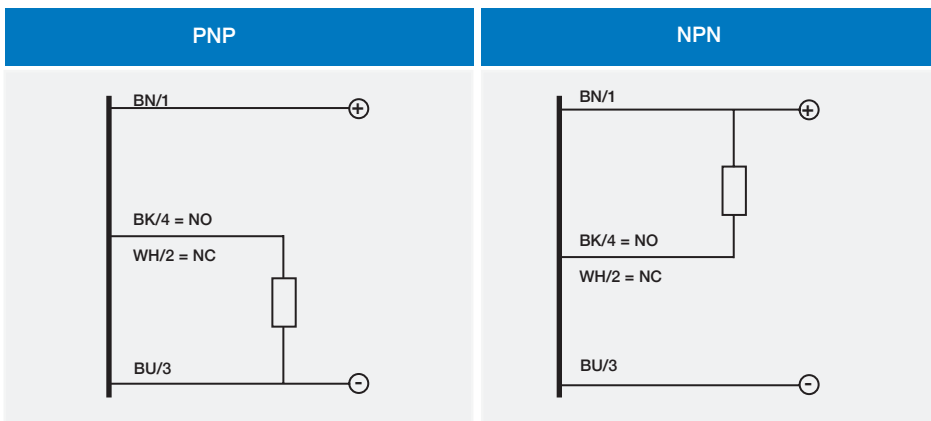 PNP
BN/1
+
BK/4 = NO
WH/2 = NC
BU/3
-
NPN
BN/1
+
BK/4 = NO
WH/2 = NC
BU/3
-